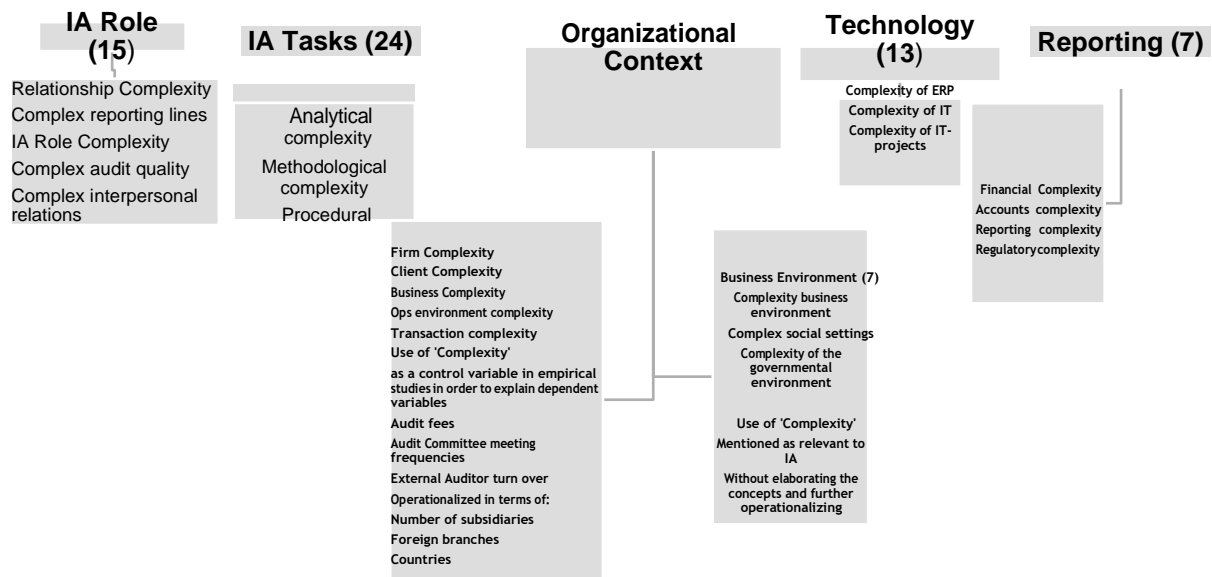 IA Role
(15)
Relationship Complexity
Complex reporting lines
IA Role Complexity
Complex audit quality
Complex interpersonal
relations
IA Tasks (24)
Analytical
complexity
Methodological
complexity
Procedural
Organizational
Context
Firm Complexity
Client Complexity
Business Complexity
Ops environment complexity
Transaction complexity
Use of 'Complexity'
as a control variable in empirical
studies in order to explain dependent
variables
Audit fees
Audit Committee meeting
frequencies
External Auditor turn over
Operationalized in terms of:
Number of subsidiaries
Foreign branches
Countries
Business Environment (7)
Complexity business
environment
Complex social settings
Complexity of the
governmental
environment
Use of 'Complexity'
Mentioned as relevant to
IA
Without elaborating the
concepts and further
operationalizing
Technology
(13)
Complexity of ERP
Complexity of IT
Complexity of IT-
projects
Reporting (7)
Financial Complexity
Accounts complexity
Reporting complexity
Regulatory complexity